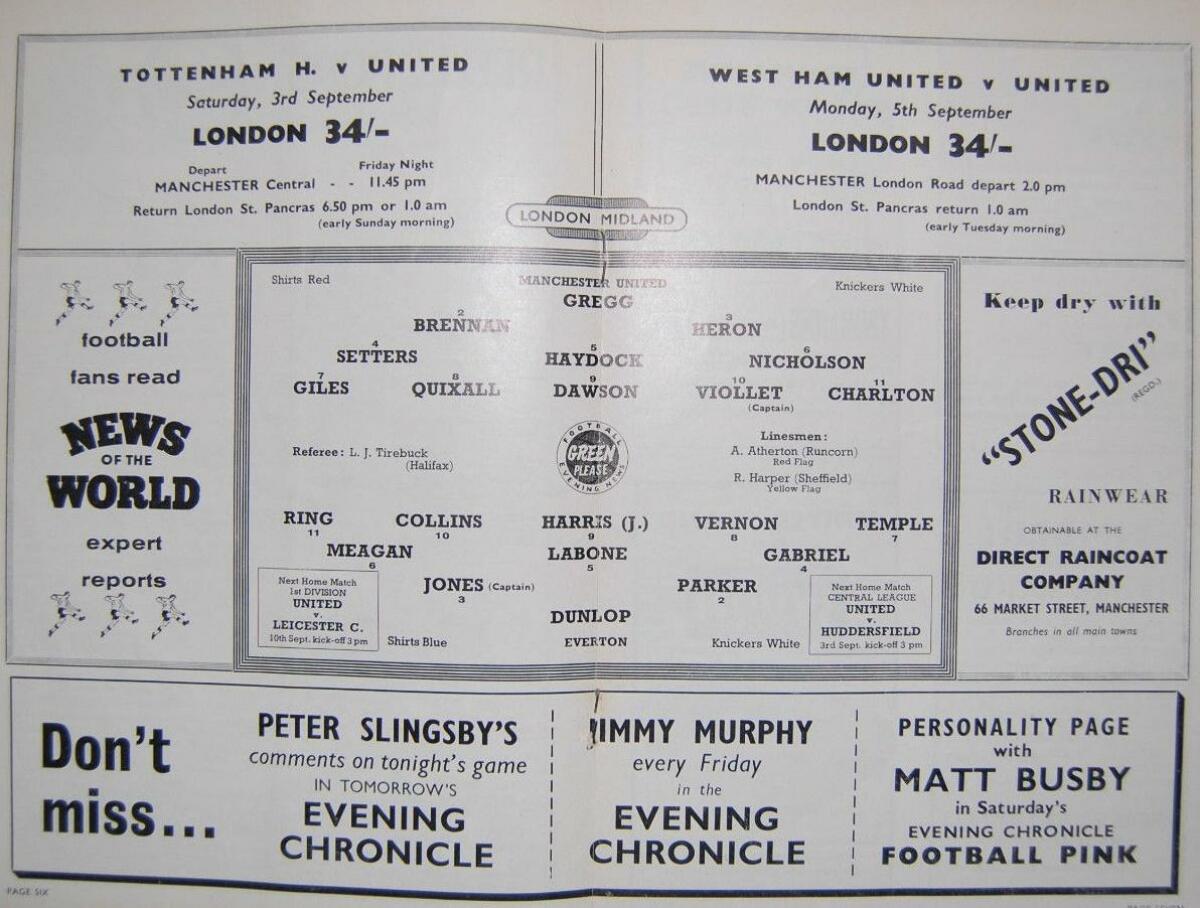 TOTTENHAM H. v UNITED
Saturday, 3rd September
LONDON 34/-
Depart Friday Night
MANCHESTER Central - - 11.45 pm
Return London St. Pancras 6.50 pm or 1.0 am
(early Sunday morning)
WEST HAM UNITED v UNITED
Monday, 5th September
LONDON 34/-
MANCHESTER London Road depart 2.0 pm
London St. Pancras return 1.0 am
(early Tuesday morning)
LONDON MIDLAND
football
fans read
NEWS
OF THE
WORLD
expert
reports
Shirts Red MANCHESTER UNITED Knickers White
GREGG
2 3
BRENNAN HERON
4 5 6
SETTERS HAYDOCK NICHOLSON
7 8 9 10 11
GILES QUIXALL DAWSON VIOLLET CHARLTON
(Captain)
Referee: L. J. Tirebuck
(Halifax)
FOOTBALL
GREEN
PLEASE
EVENING NEWS
Linesmen:
A. Atherton (Runcorn)
Red Flag
R. Harper (Sheffield)
Yellow Flag
RING COLLINS HARRIS (J.) VERNON TEMPLE
11 10 9 8 7
MEAGAN LABONE GABRIEL
6 5 4
JONES (Captain) PARKER
3 2
DUNLOP
Shirts Blue EVERTON Knickers White
Next Home Match
1st DIVISION
UNITED
v.
LEICESTER C.
10th Sept. kick-off 3 pm
Next Home Match
CENTRAL LEAGUE
UNITED
v.
HUDDERSFIELD
3rd Sept. kick-off 3 pm
Keep dry with
"STONE-DRI"
(REGD.)
RAINWEAR
OBTAINABLE AT THE
DIRECT RAINCOAT
COMPANY
66 MARKET STREET, MANCHESTER
Branches in all main towns
Don't
miss...
PETER SLINGSBY'S
comments on tonight's game
IN TOMORROW'S
EVENING
CHRONICLE
JIMMY MURPHY
every Friday
in the
EVENING
CHRONICLE
PERSONALITY PAGE
with
MATT BUSBY
in Saturday's
EVENING CHRONICLE
FOOTBALL PINK
PAGE SIX